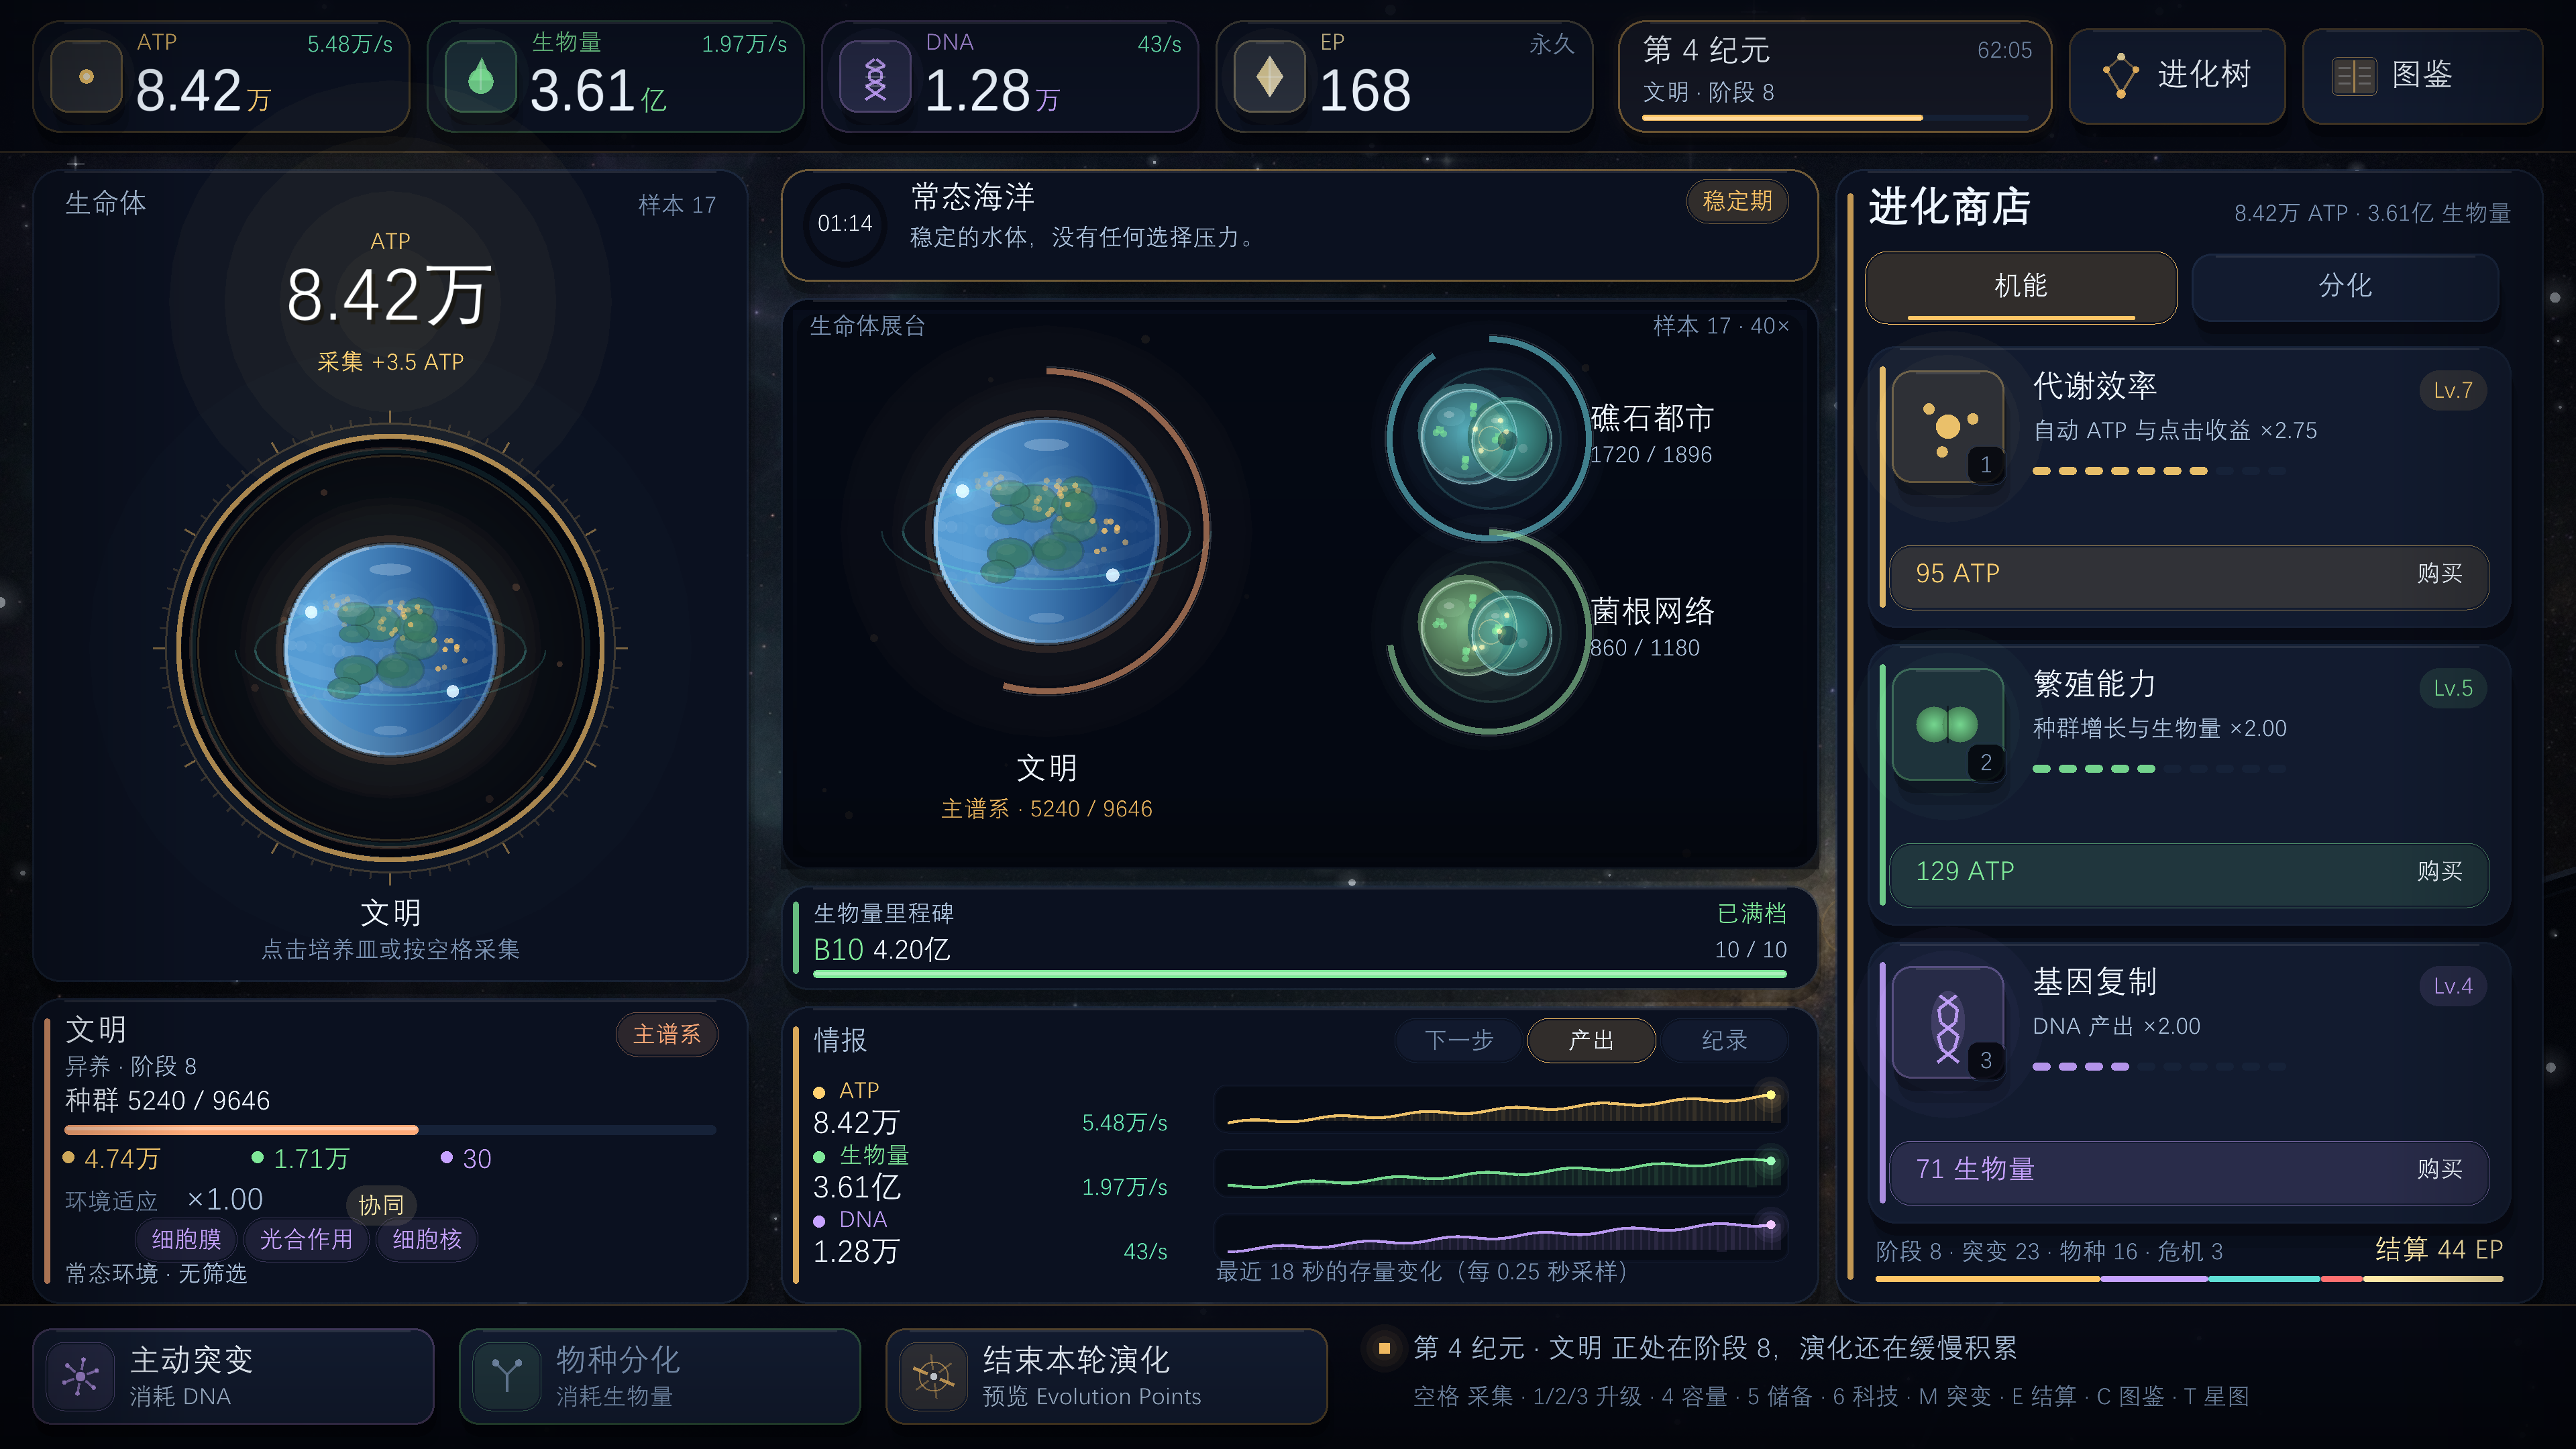 ATP 5.48万/s
8.42万
生物量 1.97万/s
3.61亿
DNA 43/s
1.28万
EP 永久
168
第 4 纪元 62:05
文明 · 阶段 8
进化树
图鉴
生命体 样本 17
ATP
8.42万
采集 +3.5 ATP
文明
点击培养皿或按空格采集
文明 主谱系
异养 · 阶段 8
种群 5240 / 9646
4.74万 1.71万 30
环境适应 ×1.00 协同
细胞膜 光合作用 细胞核
常态环境 · 无筛选
01:14
常态海洋 稳定期
稳定的水体，没有任何选择压力。
生命体展台 样本 17 · 40×
礁石都市
1720 / 1896
菌根网络
860 / 1180
文明
主谱系 · 5240 / 9646
生物量里程碑 已满档
B10 4.20亿 10 / 10
情报 下一步 产出 纪录
ATP
8.42万 5.48万/s
生物量
3.61亿 1.97万/s
DNA
1.28万 43/s
最近 18 秒的存量变化（每 0.25 秒采样）
进化商店 8.42万 ATP · 3.61亿 生物量
机能 分化
代谢效率 Lv.7
自动 ATP 与点击收益 ×2.75
1
95 ATP 购买
繁殖能力 Lv.5
种群增长与生物量 ×2.00
2
129 ATP 购买
基因复制 Lv.4
DNA 产出 ×2.00
3
71 生物量 购买
阶段 8 · 突变 23 · 物种 16 · 危机 3 结算 44 EP
主动突变
消耗 DNA
物种分化
消耗生物量
结束本轮演化
预览 Evolution Points
第 4 纪元 · 文明 正处在阶段 8，演化还在缓慢积累
空格 采集 · 1/2/3 升级 · 4 容量 · 5 储备 · 6 科技 · M 突变 · E 结算 · C 图鉴 · T 星图